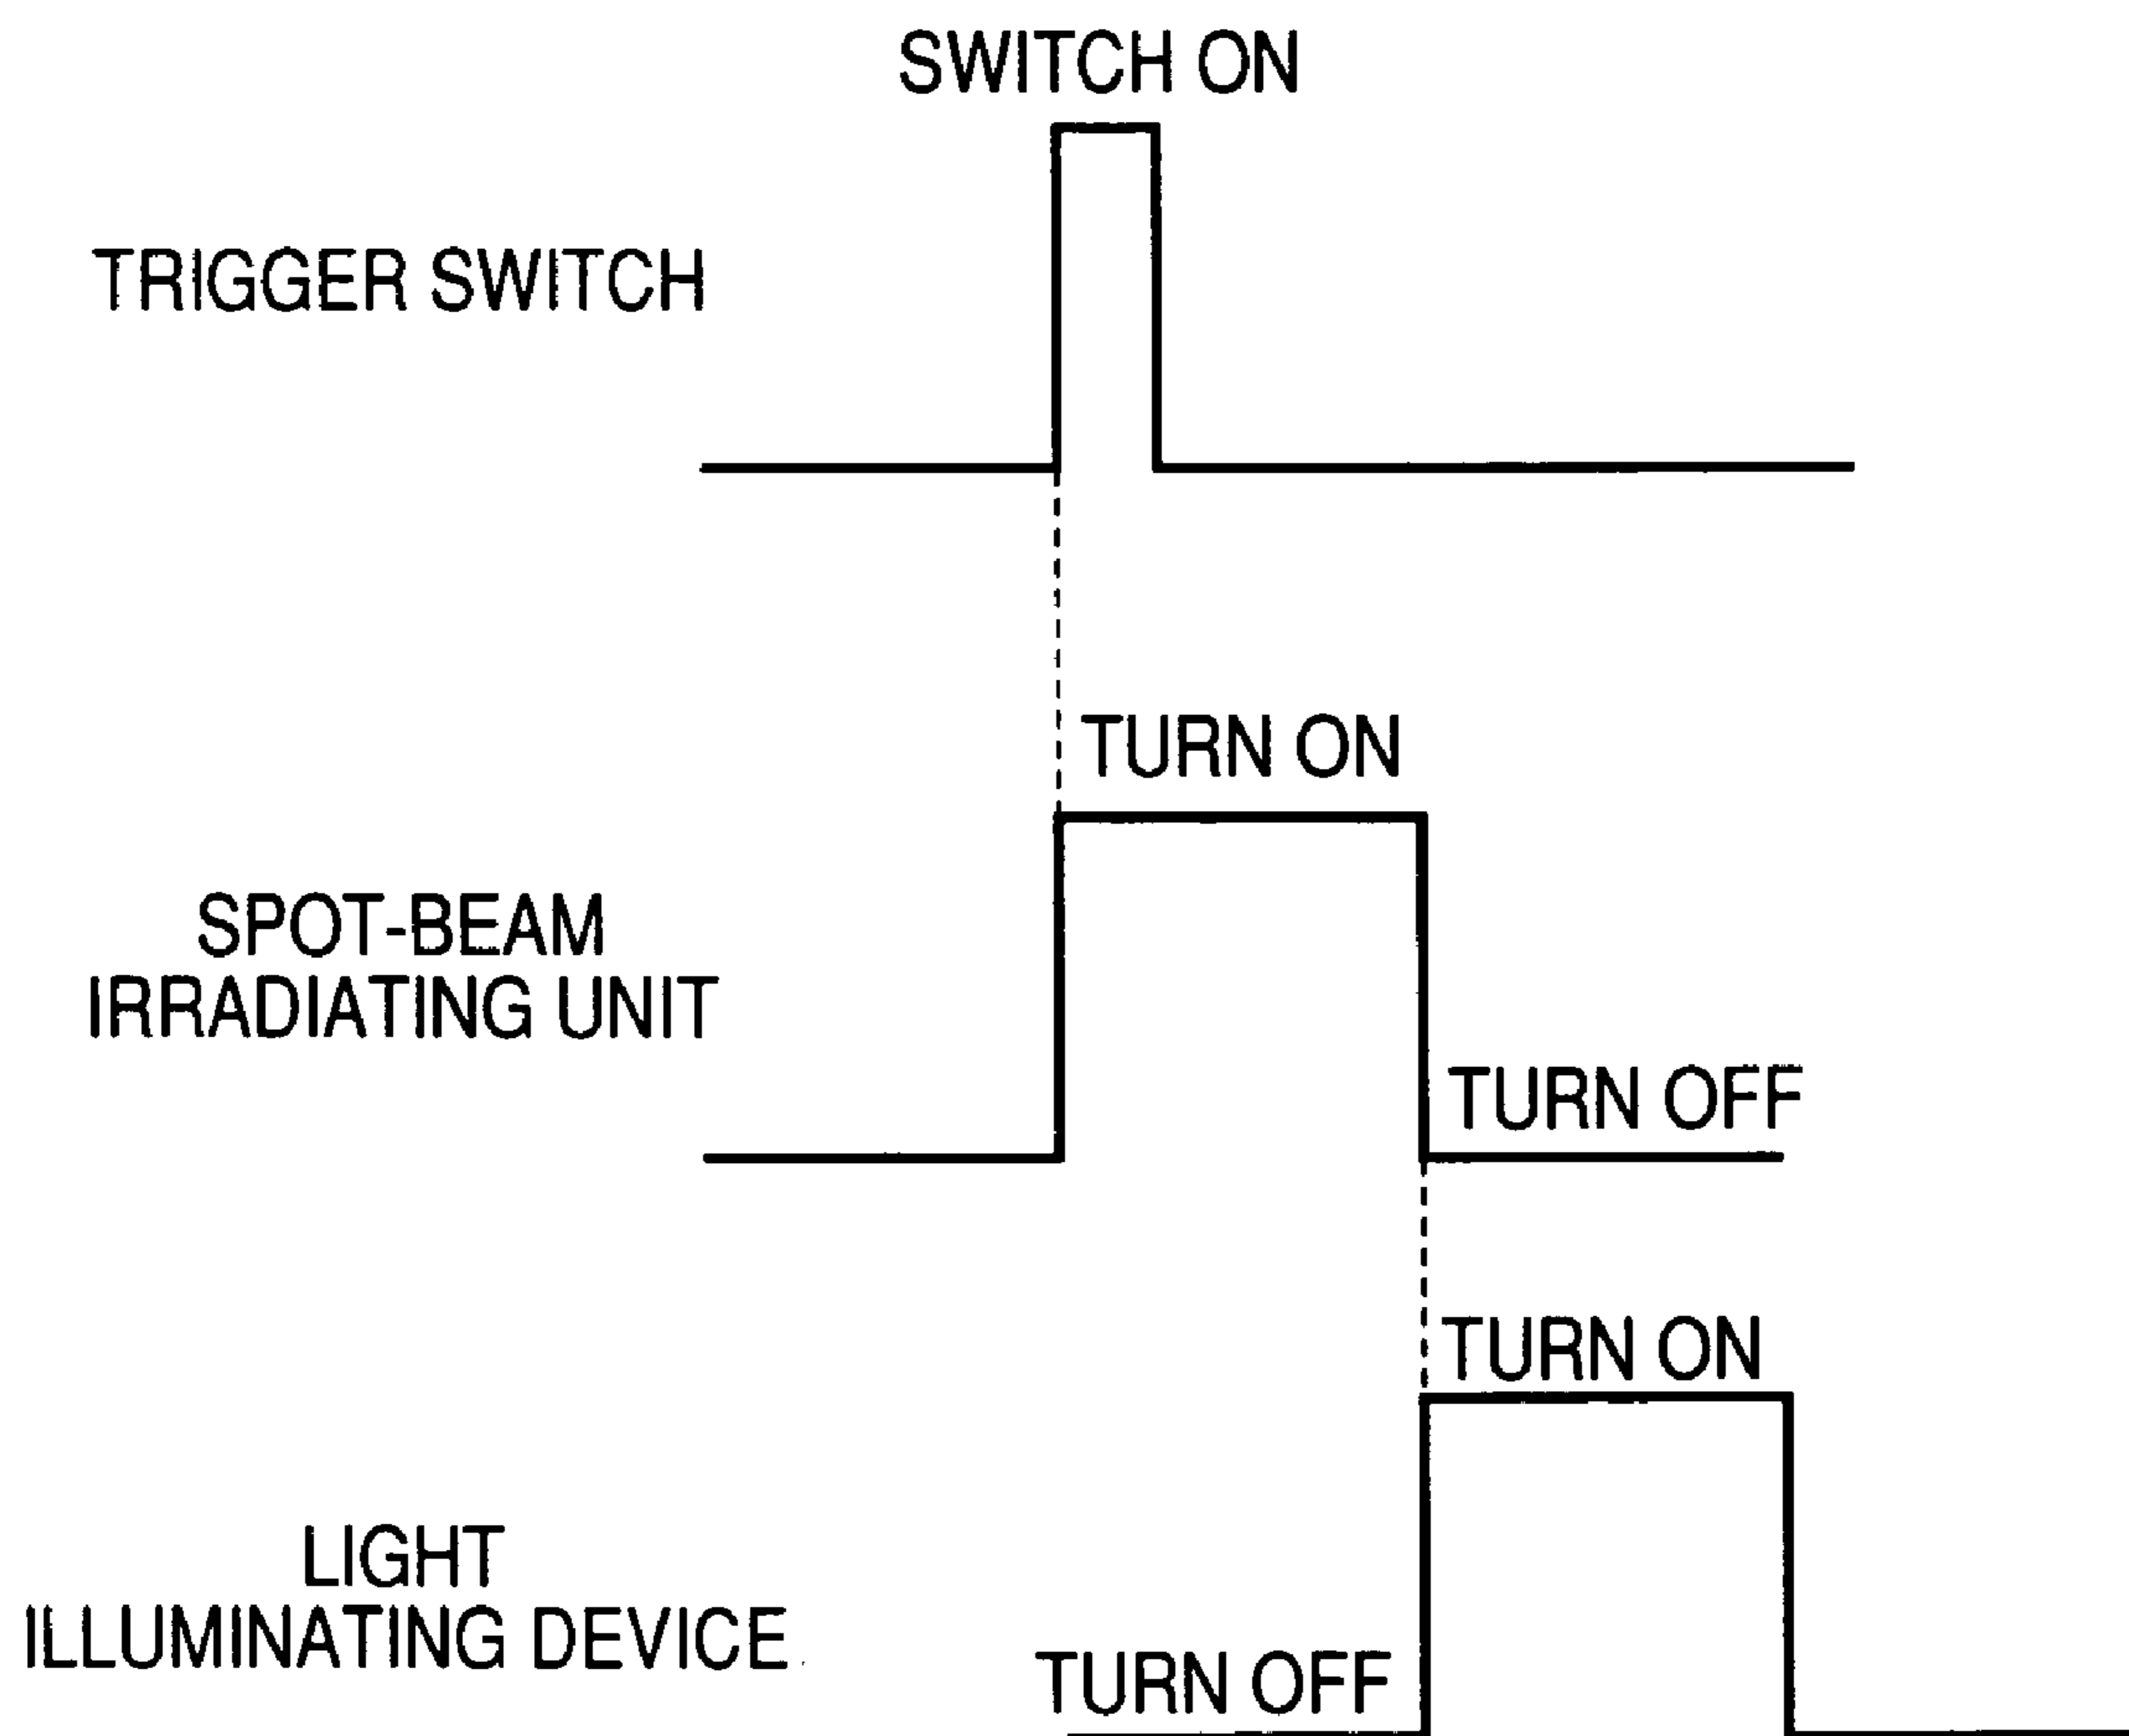 SWITCH ON
TRIGGER SWITCH
TURN ON
SPOT-BEAM
IRRADIATING UNIT
TURN OFF
TURN ON
LIGHT
ILLUMINATING DEVICE
TURN OFF